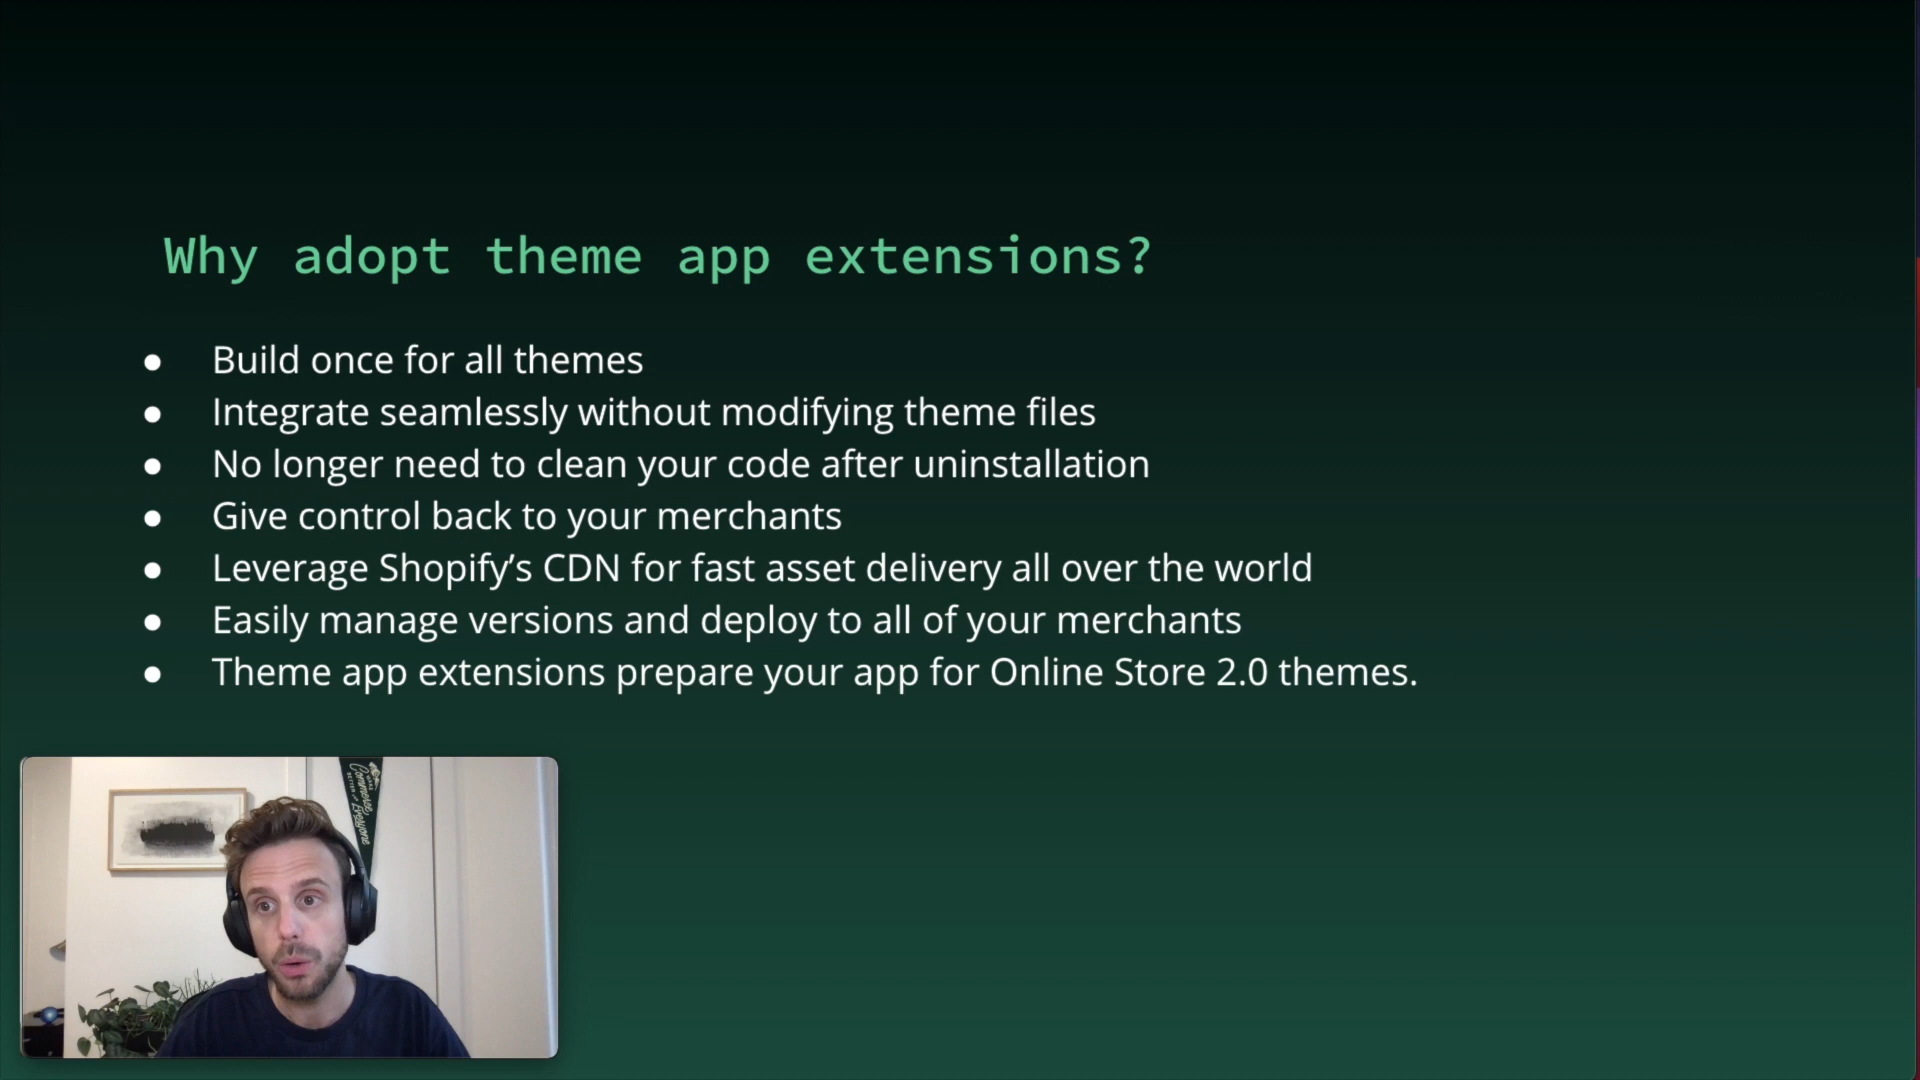 Why adopt theme app extensions?
● Build once for all themes
● Integrate seamlessly without modifying theme files
● No longer need to clean your code after uninstallation
● Give control back to your merchants
● Leverage Shopify’s CDN for fast asset delivery all over the world
● Easily manage versions and deploy to all of your merchants
● Theme app extensions prepare your app for Online Store 2.0 themes.
Commerce
Everyone